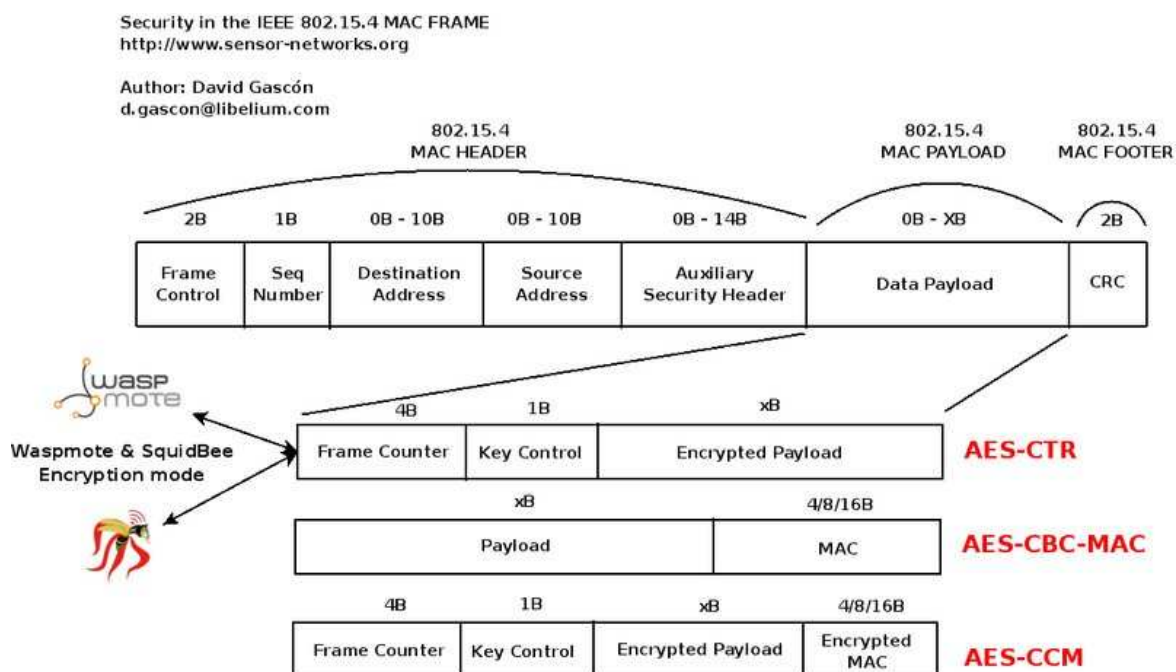 Security in the IEEE 802.15.4 MAC FRAME
http://www.sensor-networks.org
Author: David Gascón
d.gascon@libelium.com
802.15.4
MAC HEADER
802.15.4
MAC PAYLOAD
802.15.4
MAC FOOTER
2B
1B
0B - 10B
0B - 10B
0B - 14B
0B - XB
2B
Frame
Control
Seq
Number
Destination
Address
Source
Address
Auxiliary
Security Header
Data Payload
CRC
wasp
mote
Waspmote & SquidBee
Encryption mode
4B
1B
xB
Frame Counter
Key Control
Encrypted Payload
AES-CTR
xB
4/8/16B
Payload
MAC
AES-CBC-MAC
4B
1B
xB
4/8/16B
Frame Counter
Key Control
Encrypted Payload
Encrypted
MAC
AES-CCM